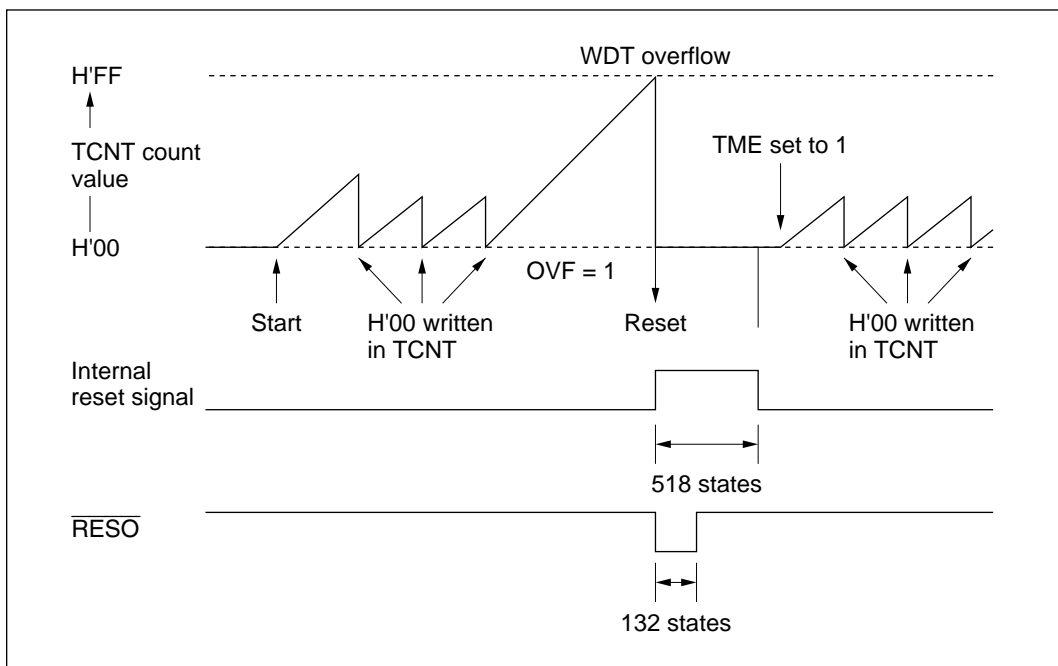 WDT overflow
H'FF
TME set to 1
TCNT count
value
H'00
OVF = 1
Start
H'00 written
in TCNT
Reset
H'00 written
in TCNT
Internal
reset signal
518 states
RESO
132 states